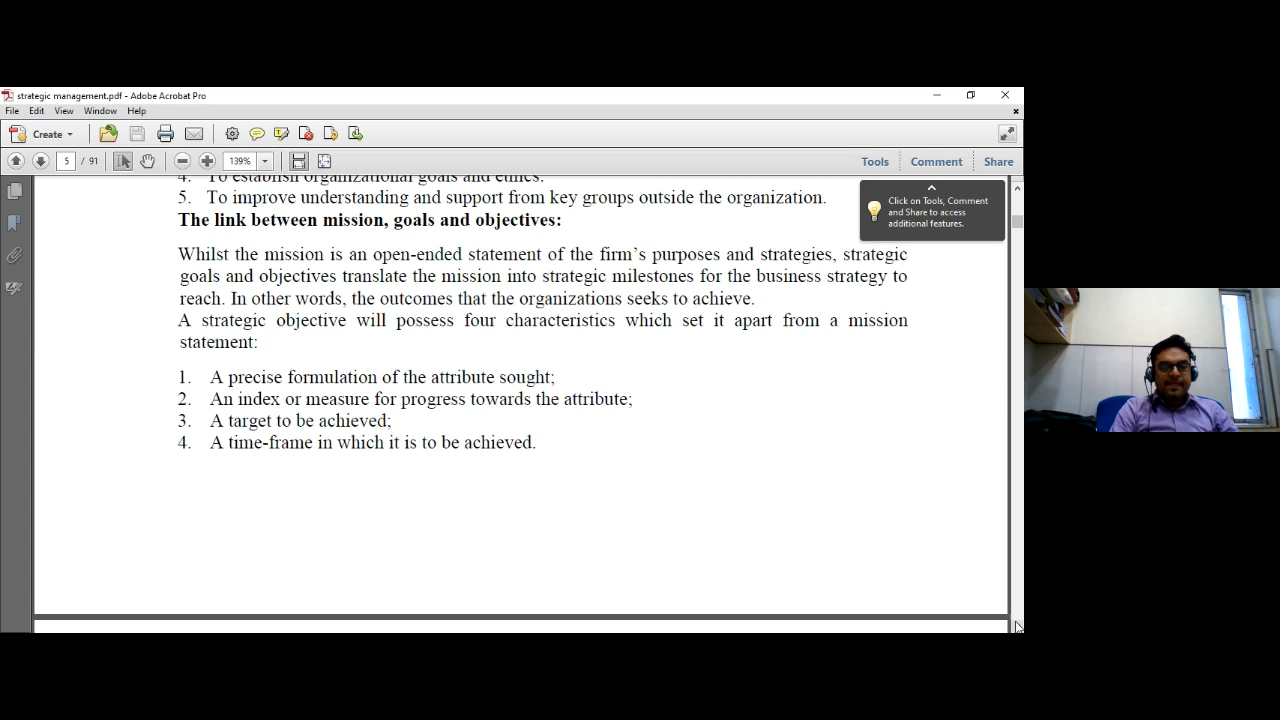 strategic management.pdf - Adobe Acrobat Pro
File Edit View Window Help
Create
5 / 91
139%
Tools Comment Share
Click on Tools, Comment
and Share to access
additional features.
4. To establish organizational goals and ethics.
5. To improve understanding and support from key groups outside the organization.
The link between mission, goals and objectives:
Whilst the mission is an open-ended statement of the firm's purposes and strategies, strategic
goals and objectives translate the mission into strategic milestones for the business strategy to
reach. In other words, the outcomes that the organizations seeks to achieve.
A strategic objective will possess four characteristics which set it apart from a mission
statement:
1. A precise formulation of the attribute sought;
2. An index or measure for progress towards the attribute;
3. A target to be achieved;
4. A time-frame in which it is to be achieved.